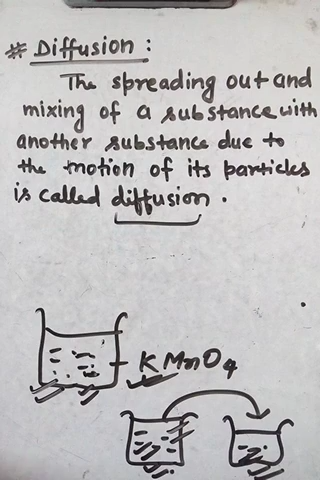 # Diffusion :
The spreading out and
mixing of a substance with
another substance due to
the motion of its particles
is called diffusion .
KMnO4